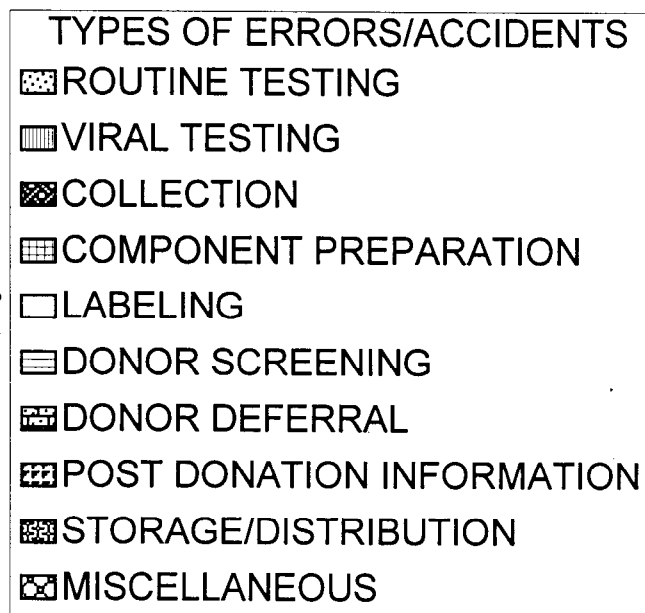 TYPES OF ERRORS/ACCIDENTS
ROUTINE TESTING
VIRAL TESTING
COLLECTION
COMPONENT PREPARATION
LABELING
DONOR SCREENING
DONOR DEFERRAL
POST DONATION INFORMATION
STORAGE/DISTRIBUTION
MISCELLANEOUS